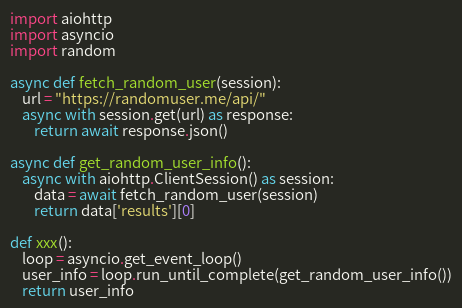 import aiohttp
import asyncio
import random

async def fetch_random_user(session):
    url = "https://randomuser.me/api/"
    async with session.get(url) as response:
        return await response.json()

async def get_random_user_info():
    async with aiohttp.ClientSession() as session:
        data = await fetch_random_user(session)
        return data['results'][0]

def xxx():
    loop = asyncio.get_event_loop()
    user_info = loop.run_until_complete(get_random_user_info())
    return user_info